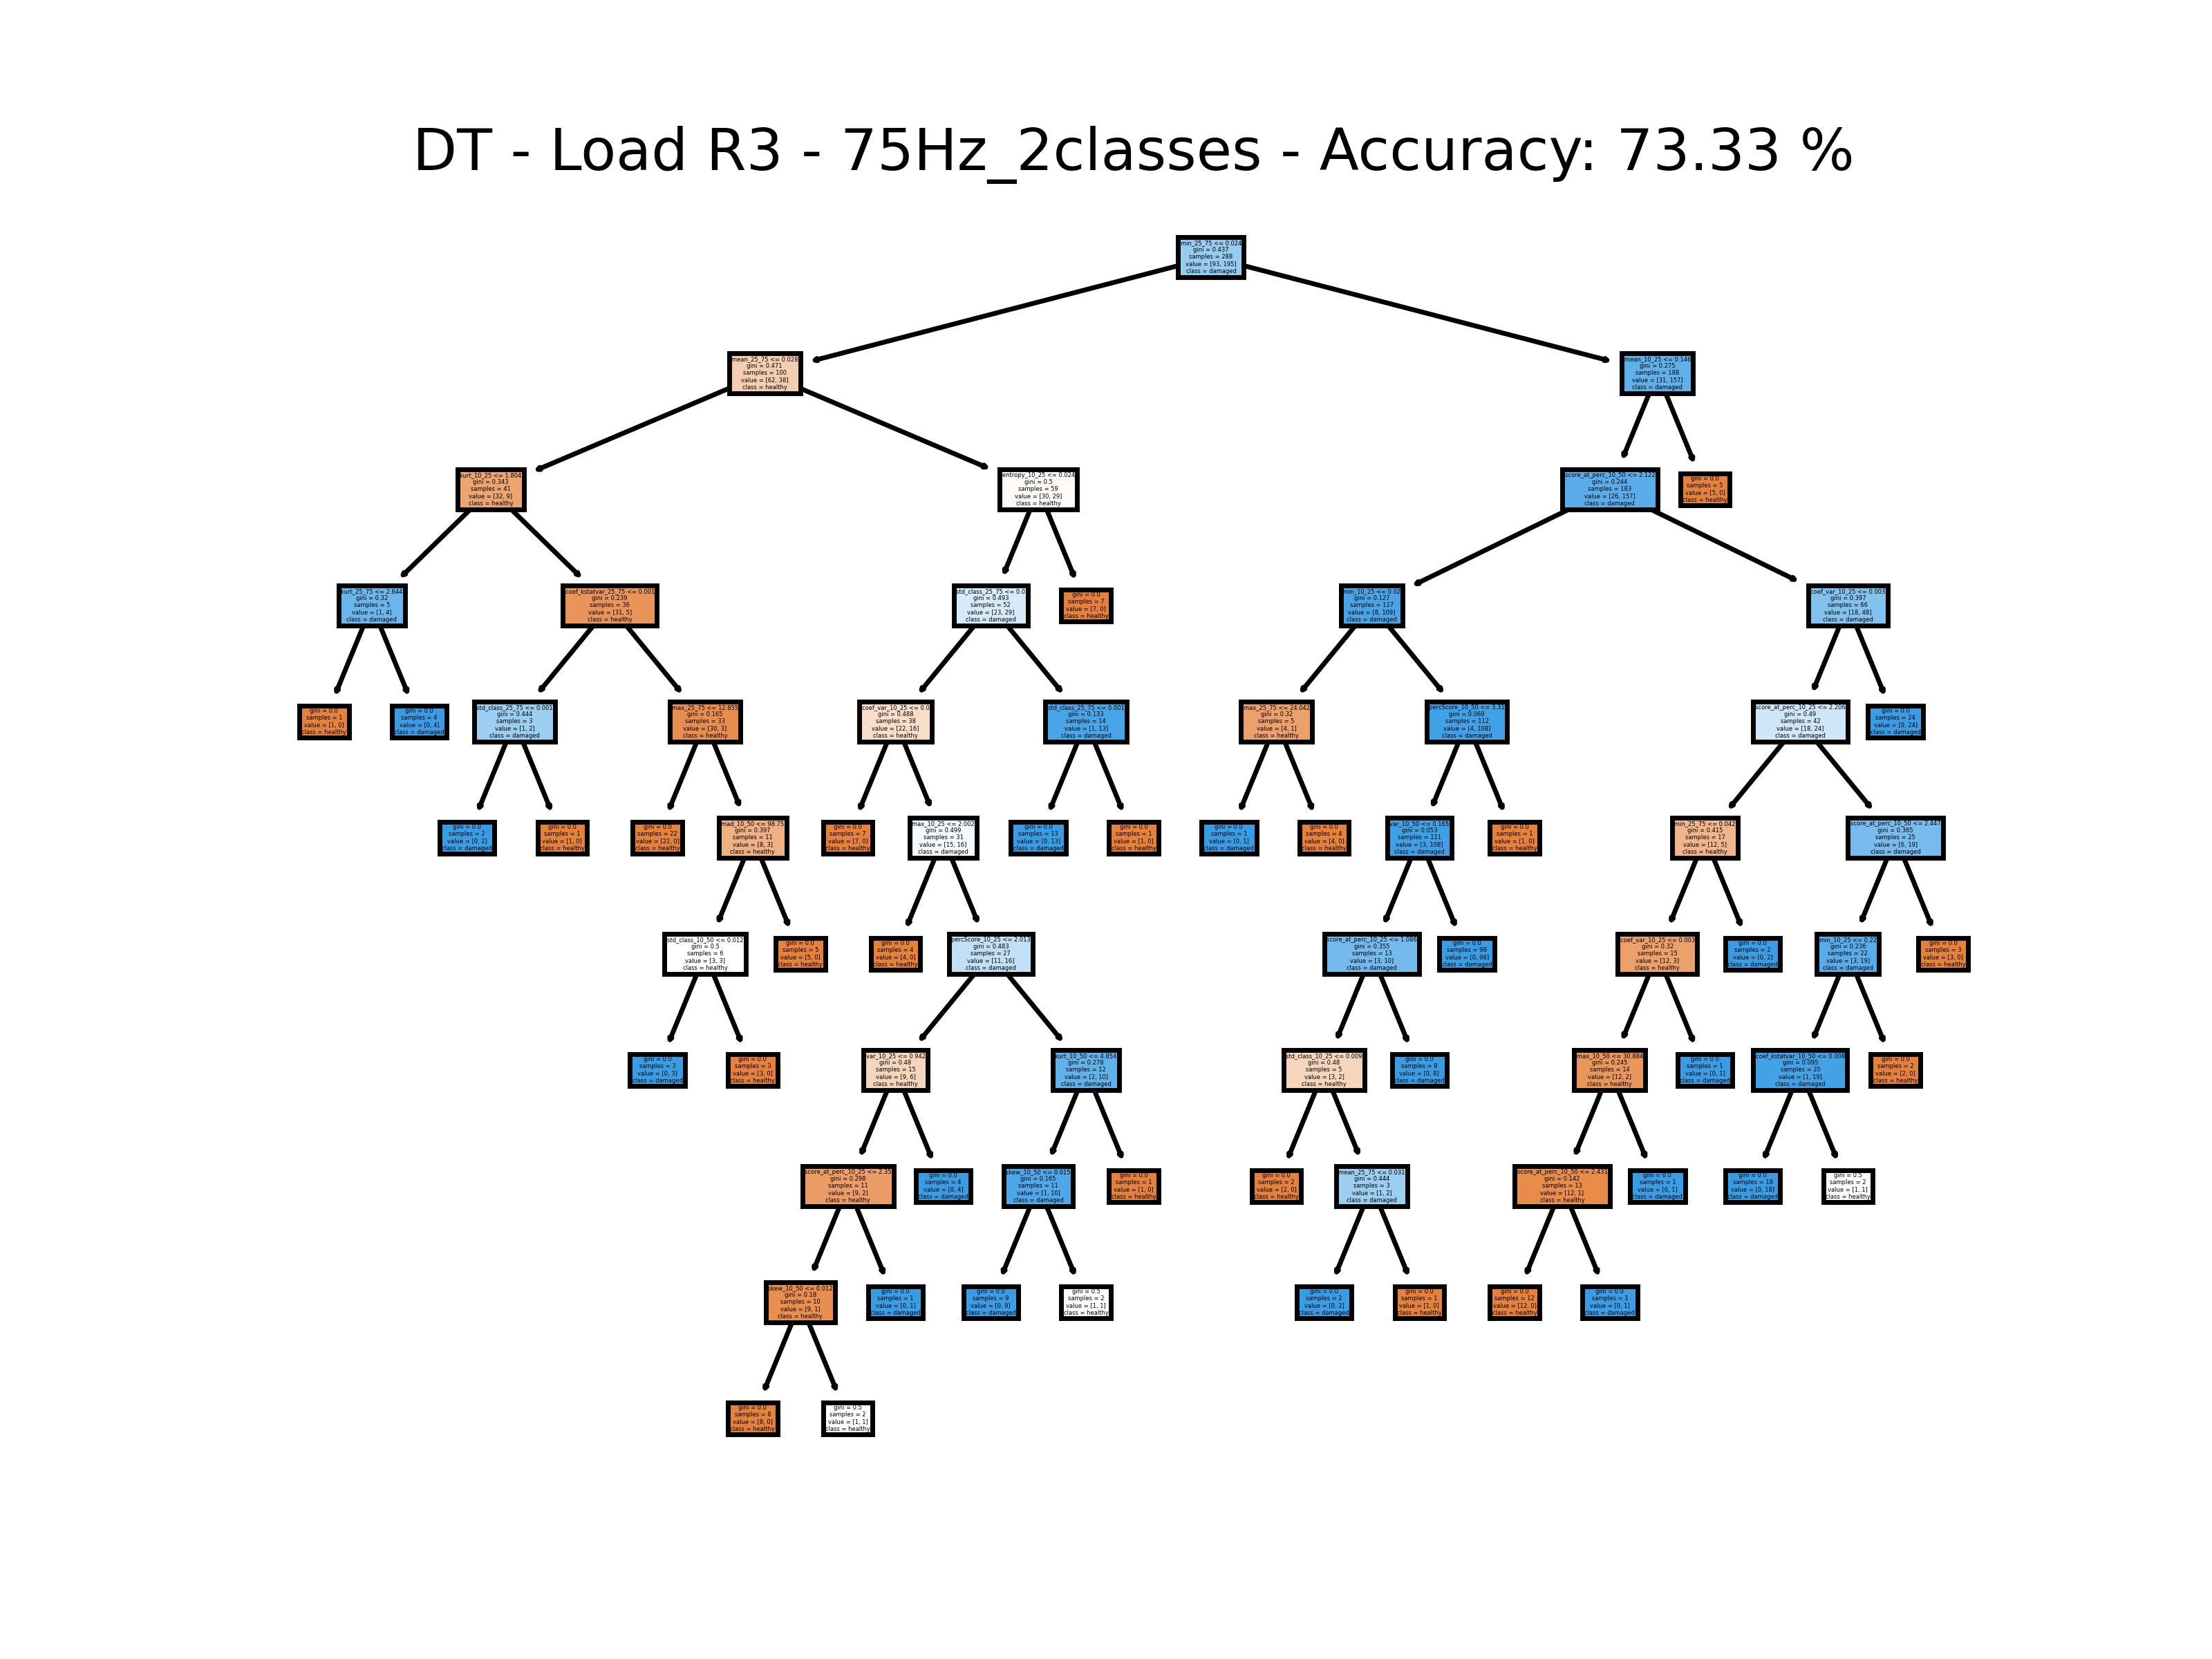 DT - Load R3 - 75Hz_2classes - Accuracy: 73.33 %
min_25_75 <= 0.024
gini = 0.437
samples = 288
value = [93, 195]
class = damaged
mean_25_75 <= 0.028
gini = 0.471
samples = 100
value = [62, 38]
class = healthy
mean_10_25 <= 0.146
gini = 0.275
samples = 188
value = [31, 157]
class = damaged
kurt_10_25 <= 1.804
gini = 0.343
samples = 41
value = [32, 9]
class = healthy
entropy_10_25 <= 0.024
gini = 0.5
samples = 59
value = [30, 29]
class = healthy
score_at_perc_10_50 <= 2.122
gini = 0.244
samples = 183
value = [26, 157]
class = damaged
gini = 0.0
samples = 5
value = [5, 0]
class = healthy
kurt_25_75 <= 2.644
gini = 0.32
samples = 5
value = [1, 4]
class = damaged
coef_kstatvar_25_75 <= 0.001
gini = 0.239
samples = 36
value = [31, 5]
class = healthy
std_class_25_75 <= 0.0
gini = 0.493
samples = 52
value = [23, 29]
class = damaged
gini = 0.0
samples = 7
value = [7, 0]
class = healthy
min_10_25 <= 0.02
gini = 0.127
samples = 117
value = [8, 109]
class = damaged
coef_var_10_25 <= 0.003
gini = 0.397
samples = 66
value = [18, 48]
class = damaged
gini = 0.0
samples = 1
value = [1, 0]
class = healthy
gini = 0.0
samples = 4
value = [0, 4]
class = damaged
std_class_25_75 <= 0.001
gini = 0.444
samples = 3
value = [1, 2]
class = damaged
max_25_75 <= 12.855
gini = 0.165
samples = 33
value = [30, 3]
class = healthy
coef_var_10_25 <= 0.0
gini = 0.488
samples = 38
value = [22, 16]
class = healthy
std_class_25_75 <= 0.001
gini = 0.133
samples = 14
value = [1, 13]
class = damaged
max_25_75 <= 24.042
gini = 0.32
samples = 5
value = [4, 1]
class = healthy
percScore_10_50 <= 3.31
gini = 0.069
samples = 112
value = [4, 108]
class = damaged
score_at_perc_10_25 <= 2.206
gini = 0.49
samples = 42
value = [18, 24]
class = damaged
gini = 0.0
samples = 24
value = [0, 24]
class = damaged
gini = 0.0
samples = 2
value = [0, 2]
class = damaged
gini = 0.0
samples = 1
value = [1, 0]
class = healthy
gini = 0.0
samples = 22
value = [22, 0]
class = healthy
mad_10_50 <= 98.75
gini = 0.397
samples = 11
value = [8, 3]
class = healthy
gini = 0.0
samples = 7
value = [7, 0]
class = healthy
max_10_25 <= 2.002
gini = 0.499
samples = 31
value = [15, 16]
class = damaged
gini = 0.0
samples = 13
value = [0, 13]
class = damaged
gini = 0.0
samples = 1
value = [1, 0]
class = healthy
gini = 0.0
samples = 1
value = [0, 1]
class = damaged
gini = 0.0
samples = 4
value = [4, 0]
class = healthy
var_10_50 <= 0.165
gini = 0.053
samples = 111
value = [3, 108]
class = damaged
gini = 0.0
samples = 1
value = [1, 0]
class = healthy
min_25_75 <= 0.042
gini = 0.415
samples = 17
value = [12, 5]
class = healthy
score_at_perc_10_25 <= 2.447
gini = 0.365
samples = 25
value = [6, 19]
class = damaged
std_class_10_50 <= 0.012
gini = 0.5
samples = 6
value = [3, 3]
class = healthy
gini = 0.0
samples = 5
value = [5, 0]
class = healthy
gini = 0.0
samples = 4
value = [4, 0]
class = healthy
percScore_10_25 <= 2.013
gini = 0.483
samples = 27
value = [11, 16]
class = damaged
score_at_perc_10_25 <= 1.086
gini = 0.355
samples = 13
value = [3, 10]
class = damaged
gini = 0.0
samples = 98
value = [0, 98]
class = damaged
coef_var_10_25 <= 0.003
gini = 0.32
samples = 15
value = [12, 3]
class = healthy
gini = 0.0
samples = 2
value = [0, 2]
class = damaged
min_10_25 <= 0.22
gini = 0.236
samples = 22
value = [3, 19]
class = damaged
gini = 0.0
samples = 3
value = [3, 0]
class = healthy
gini = 0.0
samples = 3
value = [0, 3]
class = damaged
gini = 0.0
samples = 3
value = [3, 0]
class = healthy
var_10_25 <= 0.942
gini = 0.48
samples = 15
value = [9, 6]
class = healthy
kurt_10_50 <= 4.854
gini = 0.278
samples = 12
value = [2, 10]
class = damaged
std_class_10_25 <= 0.009
gini = 0.48
samples = 5
value = [3, 2]
class = healthy
gini = 0.0
samples = 8
value = [0, 8]
class = damaged
max_10_50 <= 30.884
gini = 0.245
samples = 14
value = [12, 2]
class = healthy
gini = 0.0
samples = 1
value = [0, 1]
class = damaged
coef_kstatvar_10_50 <= 0.008
gini = 0.095
samples = 20
value = [1, 19]
class = damaged
gini = 0.0
samples = 2
value = [2, 0]
class = healthy
score_at_perc_10_25 <= 2.35
gini = 0.298
samples = 11
value = [9, 2]
class = healthy
gini = 0.0
samples = 4
value = [0, 4]
class = damaged
skew_10_50 <= 0.015
gini = 0.165
samples = 11
value = [1, 10]
class = damaged
gini = 0.0
samples = 1
value = [1, 0]
class = healthy
gini = 0.0
samples = 2
value = [2, 0]
class = healthy
mean_25_75 <= 0.031
gini = 0.444
samples = 3
value = [1, 2]
class = damaged
score_at_perc_10_50 <= 2.431
gini = 0.142
samples = 13
value = [12, 1]
class = healthy
gini = 0.0
samples = 1
value = [0, 1]
class = damaged
gini = 0.0
samples = 18
value = [0, 18]
class = damaged
gini = 0.5
samples = 2
value = [1, 1]
class = healthy
skew_10_50 <= 0.012
gini = 0.18
samples = 10
value = [9, 1]
class = healthy
gini = 0.0
samples = 1
value = [0, 1]
class = damaged
gini = 0.0
samples = 9
value = [0, 9]
class = damaged
gini = 0.5
samples = 2
value = [1, 1]
class = healthy
gini = 0.0
samples = 2
value = [0, 2]
class = damaged
gini = 0.0
samples = 1
value = [1, 0]
class = healthy
gini = 0.0
samples = 12
value = [12, 0]
class = healthy
gini = 0.0
samples = 1
value = [0, 1]
class = damaged
gini = 0.0
samples = 8
value = [8, 0]
class = healthy
gini = 0.5
samples = 2
value = [1, 1]
class = healthy